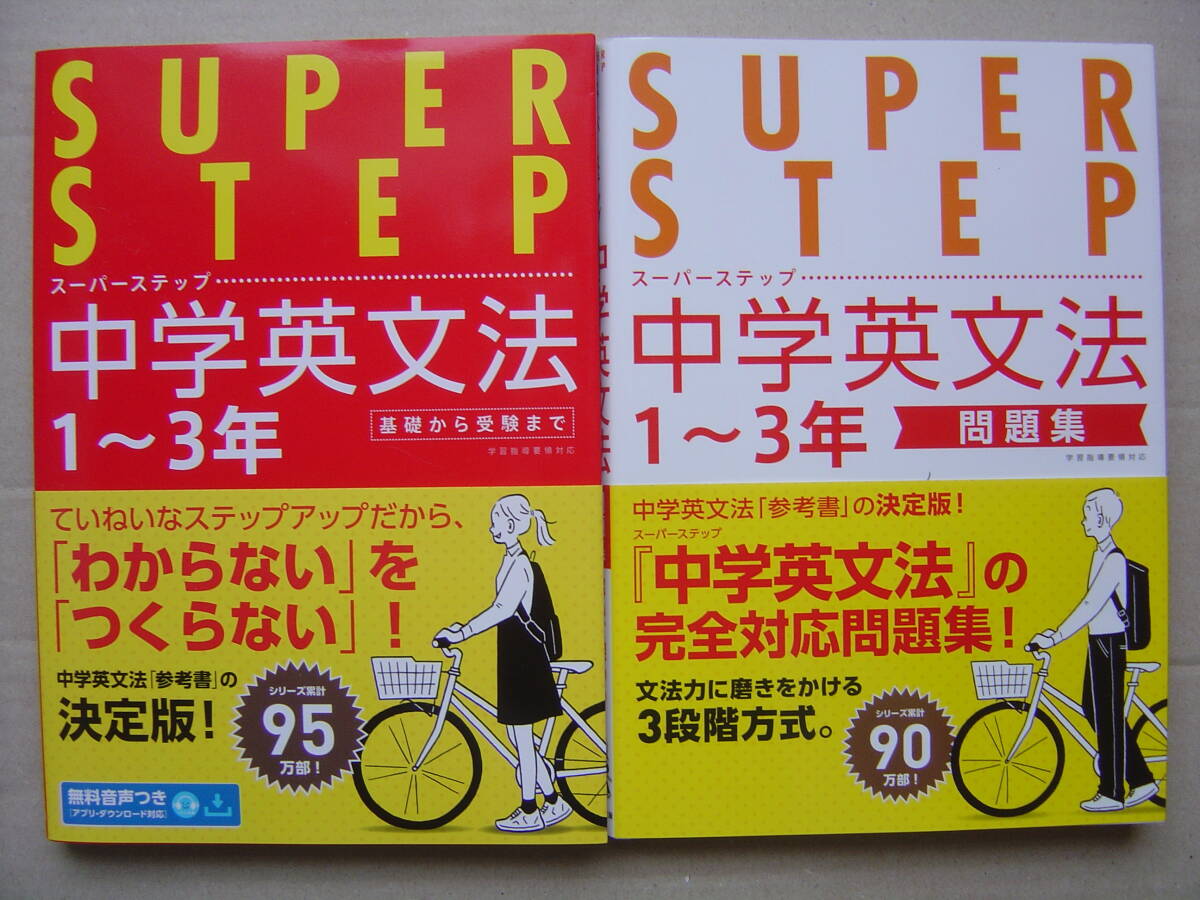 SUPER
STEP
スーパーステップ
中学英文法
1〜3年
基礎から受験まで
学習指導要領対応
ていねいなステップアップだから、
「わからない」を
「つくらない」!
中学英文法「参考書」の
決定版!
シリーズ累計
95
万部!
無料音声つき
[アプリ・ダウンロード対応]
中学英文法
SUPER
STEP
スーパーステップ
中学英文法
1〜3年
問題集
学習指導要領対応
中学英文法「参考書」の決定版!
スーパーステップ
『中学英文法』の
完全対応問題集!
文法力に磨きをかける
3段階方式。
シリーズ累計
90
万部!